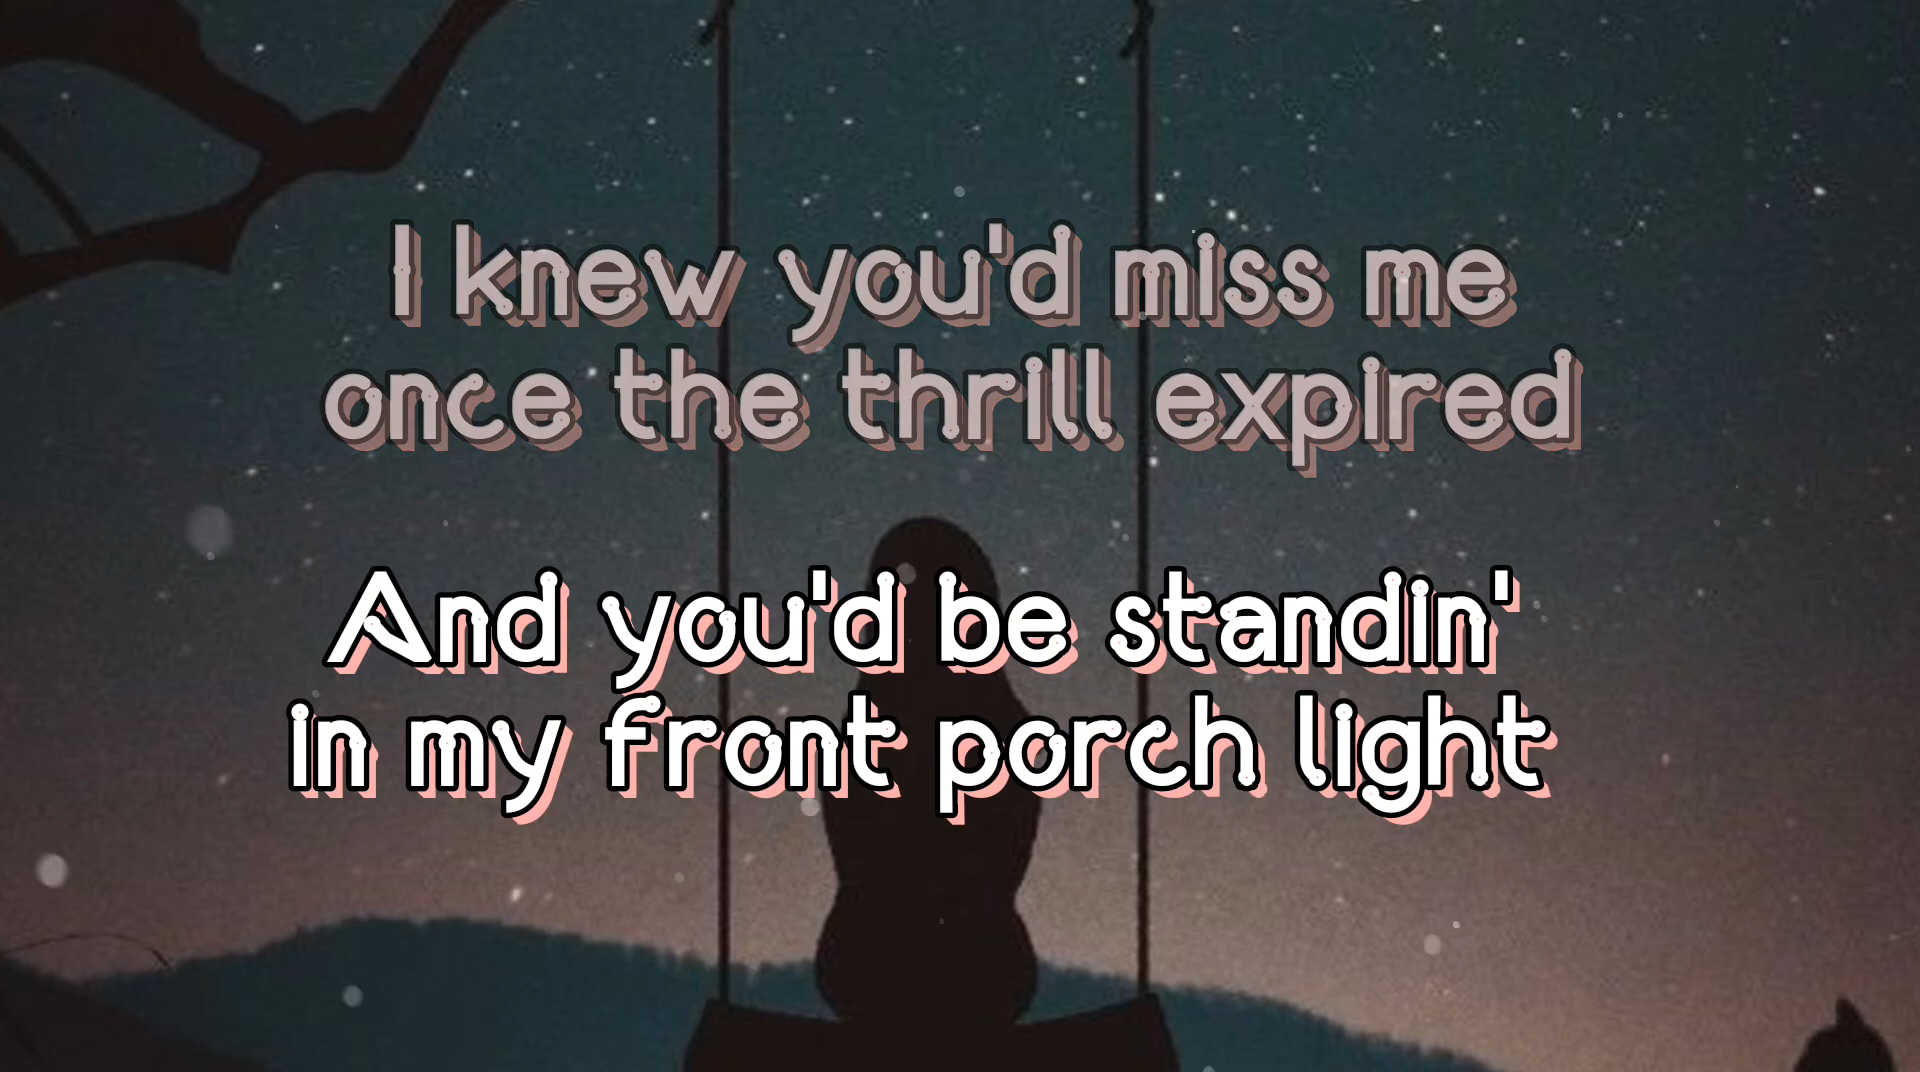 I knew you'd miss me
once the thrill expired
And you'd be standin'
in my front porch light